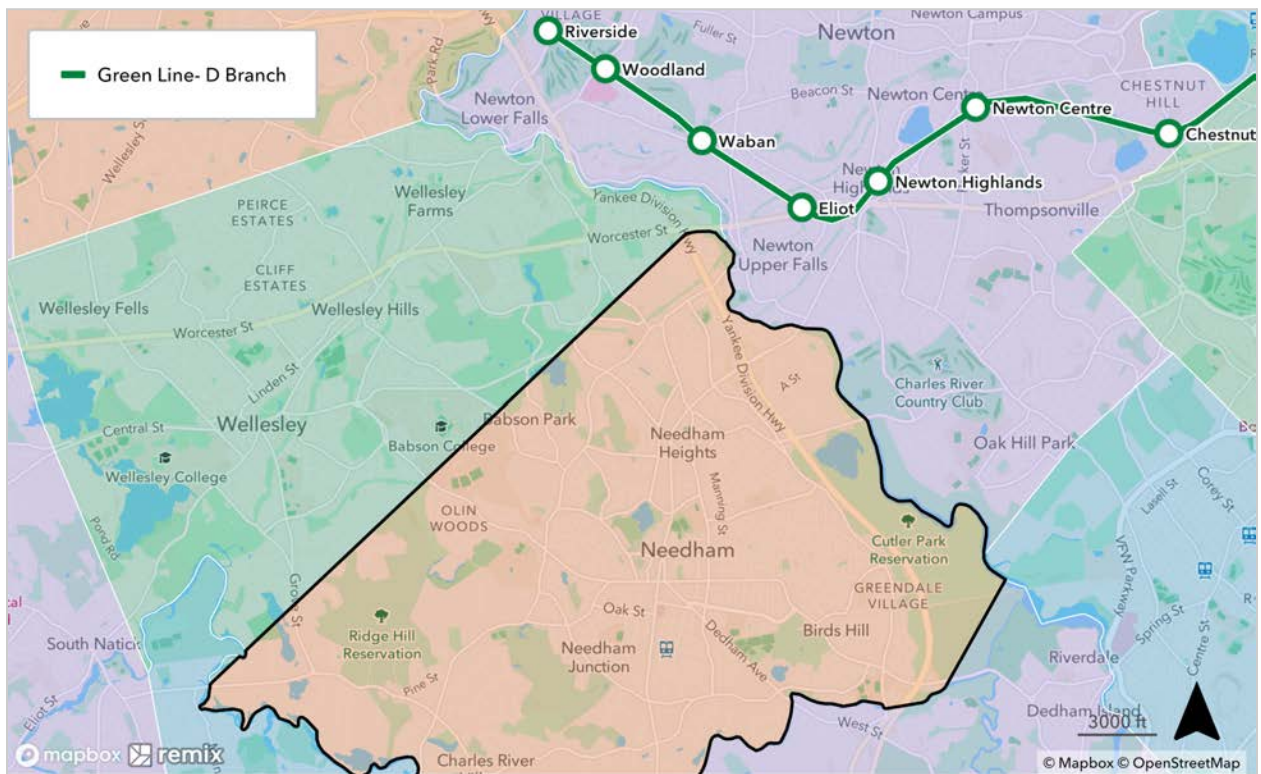 VILLAGE
Riverside
Woodland
Waban
Eliot
Newton Highlands
Newton Centre
Chestnut
Green Line- D Branch
Park Rd
Fuller St
Newton Campus
Newton
Beacon St
CHESTNUT
HILL
Newton
Lower Falls
Wellesley
Farms
PEIRCE
ESTATES
Yankee Division Hwy
Worcester St
Thompsonville
Newton
Upper Falls
CLIFF
ESTATES
Wellesley Fells
Wellesley Hills
Worcester St
Linden St
Yankee Division Hwy
A St
Charles River
Country Club
Oak Hill Park
Central St
Wellesley
Babson Park
Babson College
Needham
Heights
Wellesley College
Manning St
Lasell St
Corey St
OLIN
WOODS
Pond Rd
Needham
Cutler Park
Reservation
VFW Parkway
GREENDALE
VILLAGE
Oak St
Ridge Hill
Reservation
Dedham Ave
Birds Hill
Spring St
Centre St
South Natick
Needham
Junction
Riverdale
Pine St
Eliot St
West St
Dedham Island
3000 ft
Charles River
mapbox remix
© Mapbox © OpenStreetMap